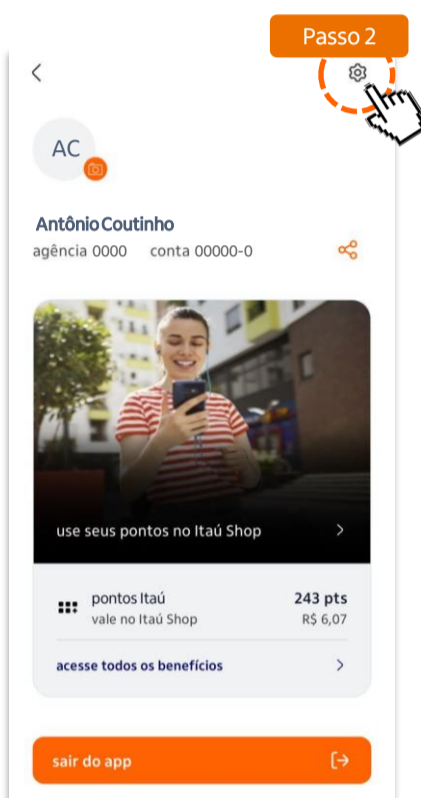 Passo 2
AC
Antônio Coutinho
agência 0000 conta 00000-0
use seus pontos no Itaú Shop
pontos Itaú 243 pts
vale no Itaú Shop R$ 6,07
acesse todos os benefícios
sair do app